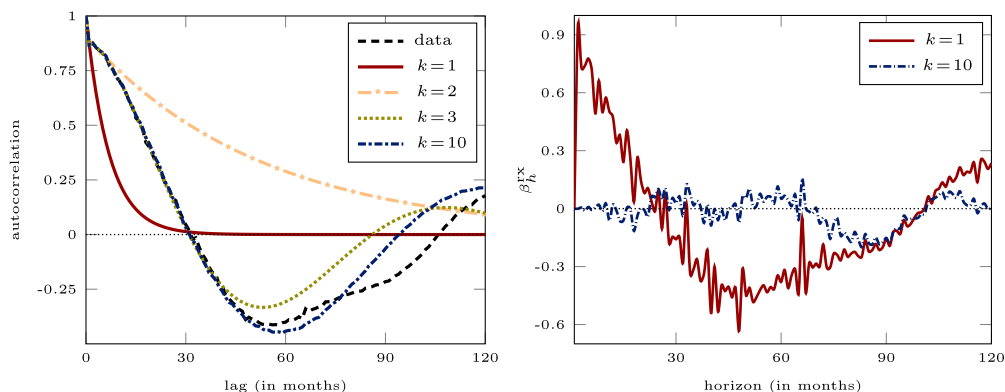 1
0.75
0.5
0.25
0
-0.25
autocorrelation
0
30
60
90
120
lag (in months)
data
k=1
k=2
k=3
k=10
0.9
0.6
0.3
0
-0.3
-0.6
β_h^rx
30
60
90
120
horizon (in months)
k=1
k=10